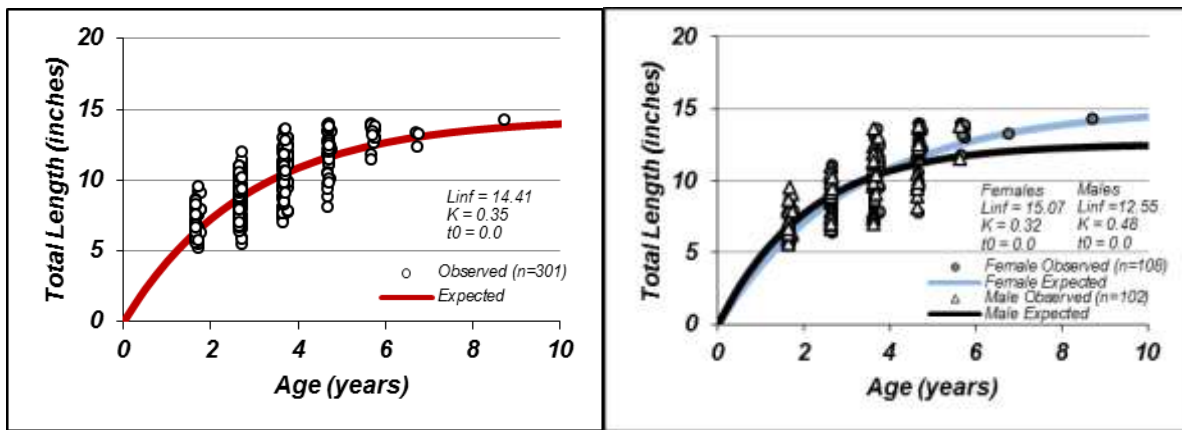 Total Length (inches)
20
15
10
5
0
Linf = 14.41
K = 0.35
t0 = 0.0
Observed (n=301)
Expected
0 2 4 6 8 10
Age (years)
Total Length (inches)
20
15
10
5
0
Females Males
Linf = 15.07 Linf =12.55
K = 0.32 K = 0.48
t0 = 0.0 t0 = 0.0
Female Observed (n=108)
Female Expected
Male Observed (n=102)
Male Expected
0 2 4 6 8 10
Age (years)